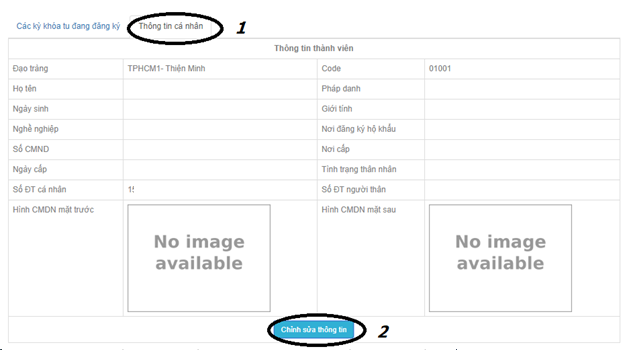 Các kỳ khóa tu đang đăng ký Thông tin cá nhân 1
Thông tin thành viên
Đạo tràng TPHCM1- Thiện Minh Code 01001
Họ tên Pháp danh
Ngày sinh Giới tính
Nghề nghiệp Nơi đăng ký hộ khẩu
Số CMND Nơi cấp
Ngày cấp Tình trạng thân nhân
Số ĐT cá nhân 15 Số ĐT người thân
Hình CMDN mặt trước Hình CMDN mặt sau
No image No image
available available
Chỉnh sửa thông tin 2